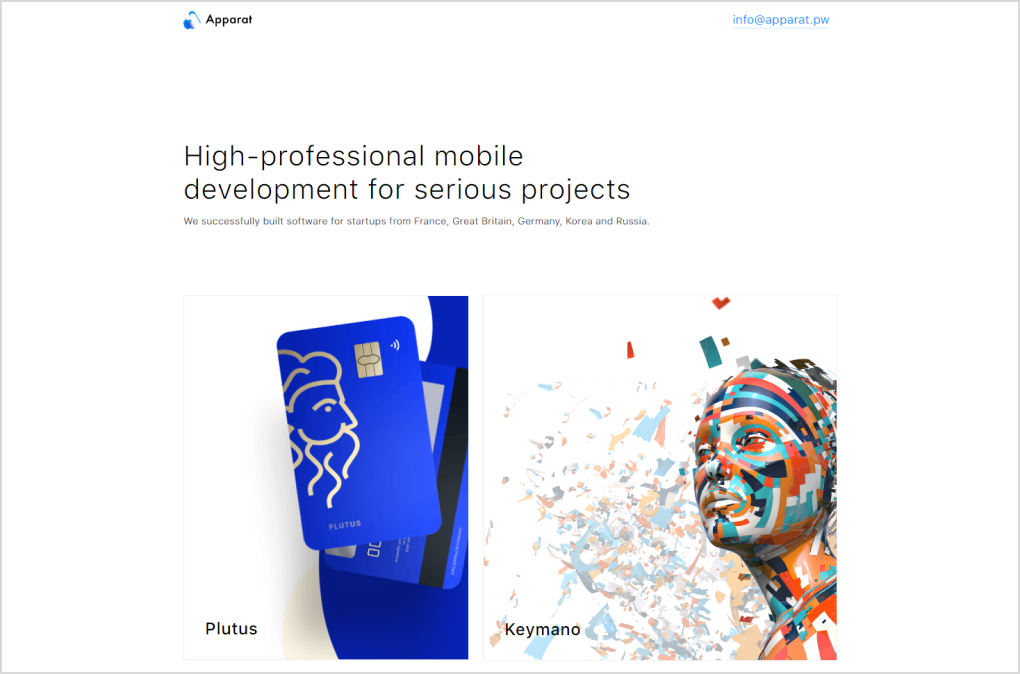 Apparat
info@apparat.pw
High-professional mobile
development for serious projects
We successfully built software for startups from France, Great Britain, Germany, Korea and Russia.
PLUTUS
Plutus
Keymano